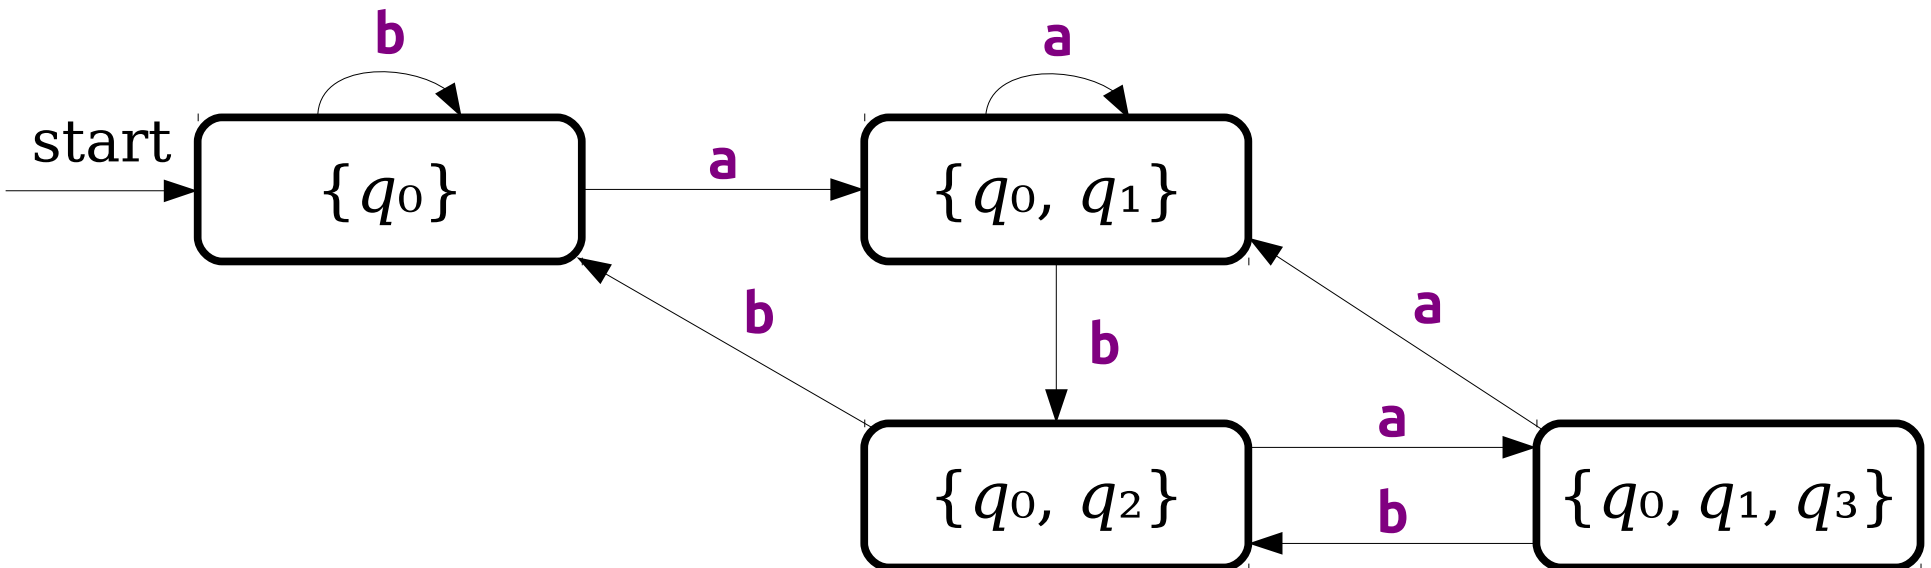 b
a
start
{q₀}
a
{q₀, q₁}
b
b
a
a
{q₀, q₂}
b
{q₀, q₁, q₃}